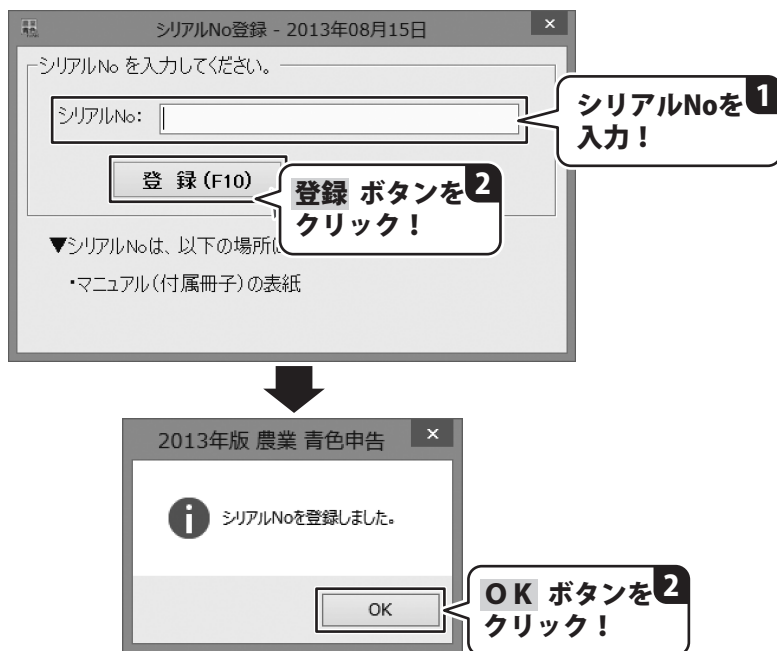 シリアルNo登録 - 2013年08月15日
シリアルNo を入力してください。
シリアルNo:
シリアルNoを
入力！
1
登 録(F10)
登録 ボタンを
クリック！
2
▼シリアルNoは、以下の場所
・マニュアル(付属冊子)の表紙
2013年版 農業 青色申告
シリアルNoを登録しました。
OK
OK ボタンを
クリック！
2